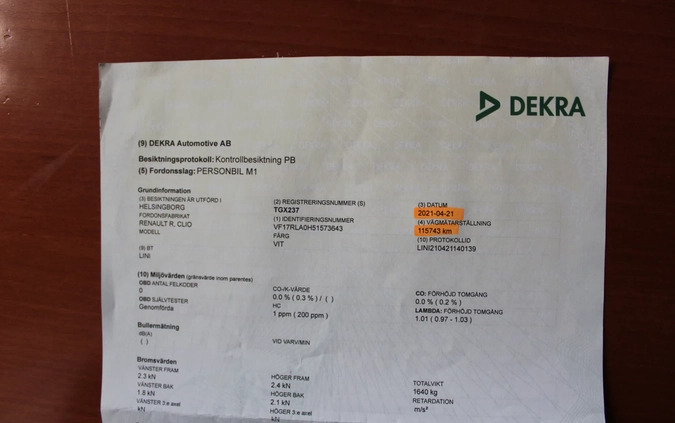 DEKRA
(9) DEKRA Automotive AB
Besiktningsprotokoll: Kontrollbesiktning PB
(5) Fordonsslag: PERSONBIL M1
Grundinformation
(3) BESIKTNINGEN ÄR UTFÖRD I
HELSINGBORG
FORDONSFABRIKAT
RENAULT R, CLIO
MODELL
(9) BT
LINI
(2) REGISTRERINGSNUMMER (S)
TGX237
(1) IDENTIFIERINGSNUMMER
VF17RLA0H51573643
FÄRG
VIT
(3) DATUM
2021-04-21
(4) VÄGMÄTARSTÄLLNING
115743 km
(10) PROTOKOLLID
LINI210421140139
(10) Miljövärden (gränsvärde inom parentes)
OBD ANTAL FELKODER
0
OBD SJÄLVTESTER
Genomförda
CO-/K-VÄRDE
0.0 % ( 0.3 % ) / ( )
HC
1 ppm ( 200 ppm )
CO: FÖRHÖJD TOMGÅNG
0.0 % ( 0.2 % )
LAMBDA: FÖRHÖJD TOMGÅNG
1.01 ( 0.97 - 1.03 )
Bullermätning
dB(A)
( )
VID VARV/MIN
Bromsvärden
VÄNSTER FRAM
2.3 kN
VÄNSTER BAK
1.8 kN
VÄNSTER 3:e axel
kN
HÖGER FRAM
2.4 kN
HÖGER BAK
2.1 kN
HÖGER 3:e axel
kN
TOTALVIKT
1640 kg
RETARDATION
m/s²